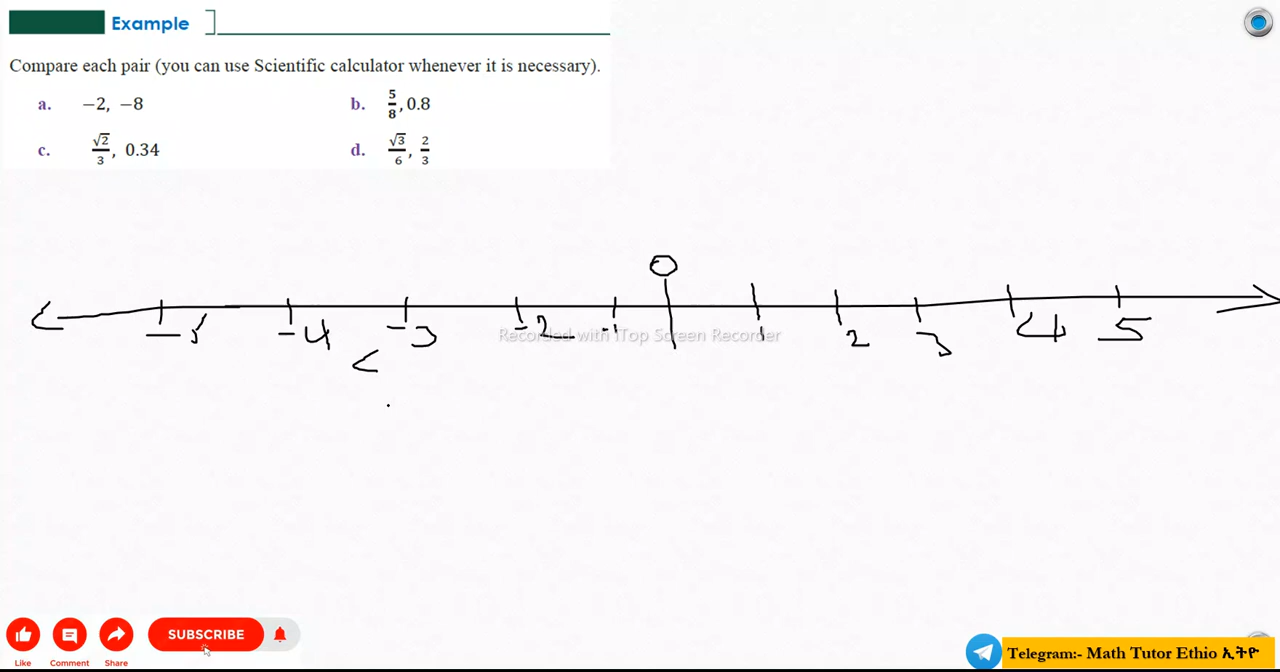 Example
Compare each pair (you can use Scientific calculator whenever it is necessary).
a. −2, −8 b. 5/8, 0.8
c. √2/3, 0.34 d. √3/6, 2/3
0
-5 -4 -3 -2 -1 1 2 3 4 5
<
Recorded with iTop Screen Recorder
SUBSCRIBE
Like Comment Share
Telegram:- Math Tutor Ethio ኢትዮ